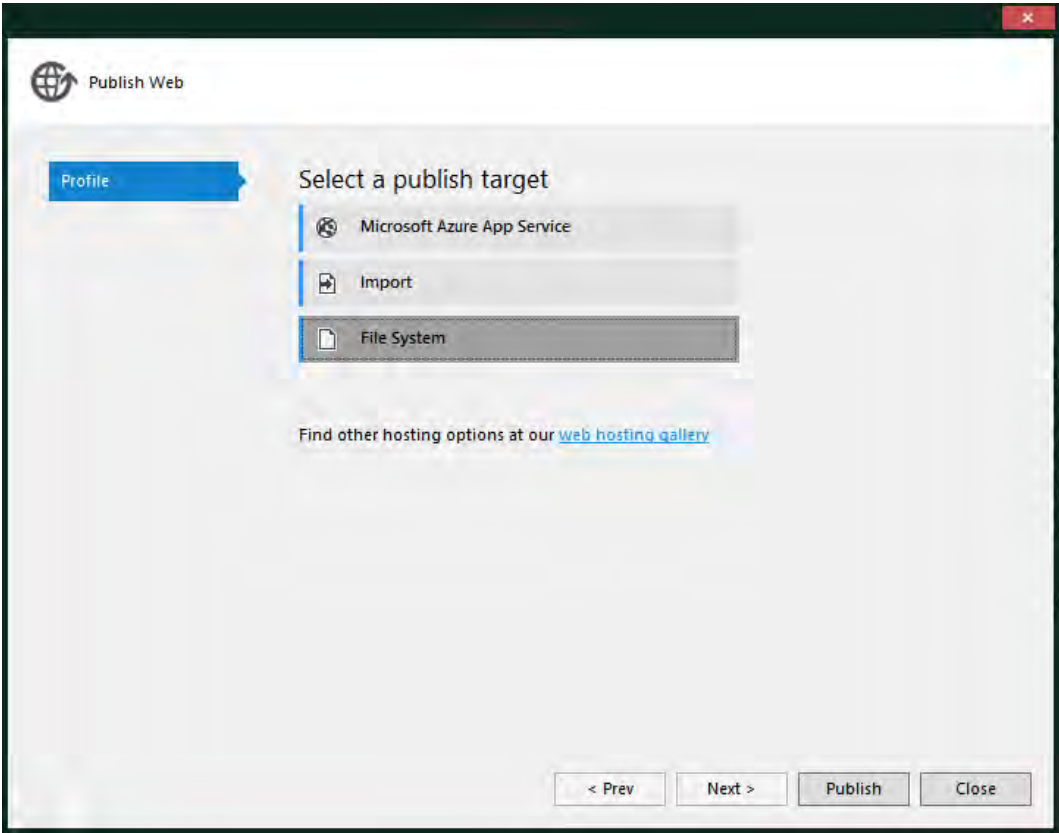 Publish Web
Profile
Select a publish target
Microsoft Azure App Service
Import
File System
Find other hosting options at our web hosting gallery
< Prev
Next >
Publish
Close